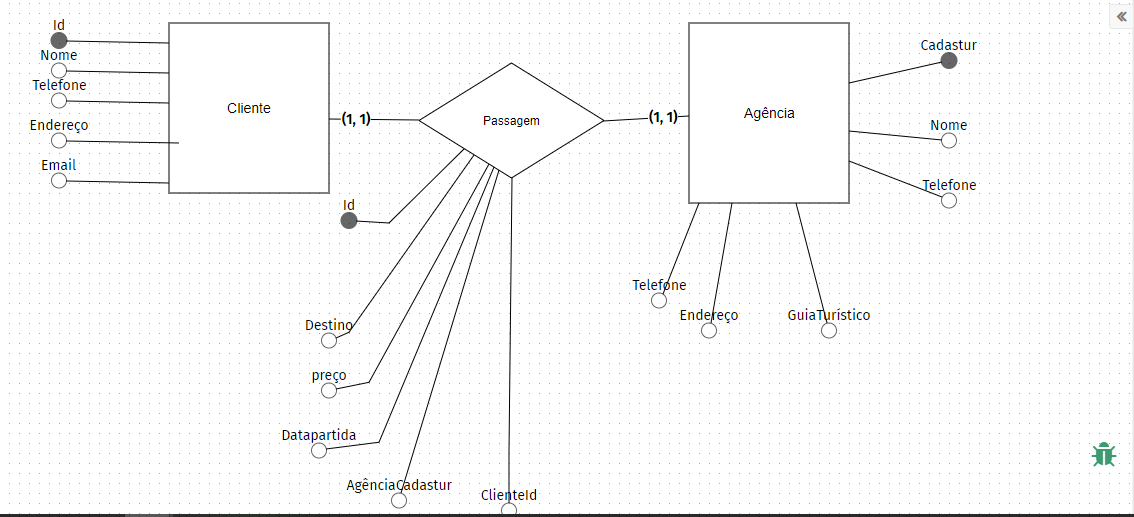 Id
Nome
Telefone
Endereço
Email
Cliente
(1, 1)
Passagem
(1, 1)
Agência
Cadastur
Nome
Telefone
Id
Destino
preço
Datapartida
AgênciaCadastur
ClienteId
Telefone
Endereço
GuiaTurístico